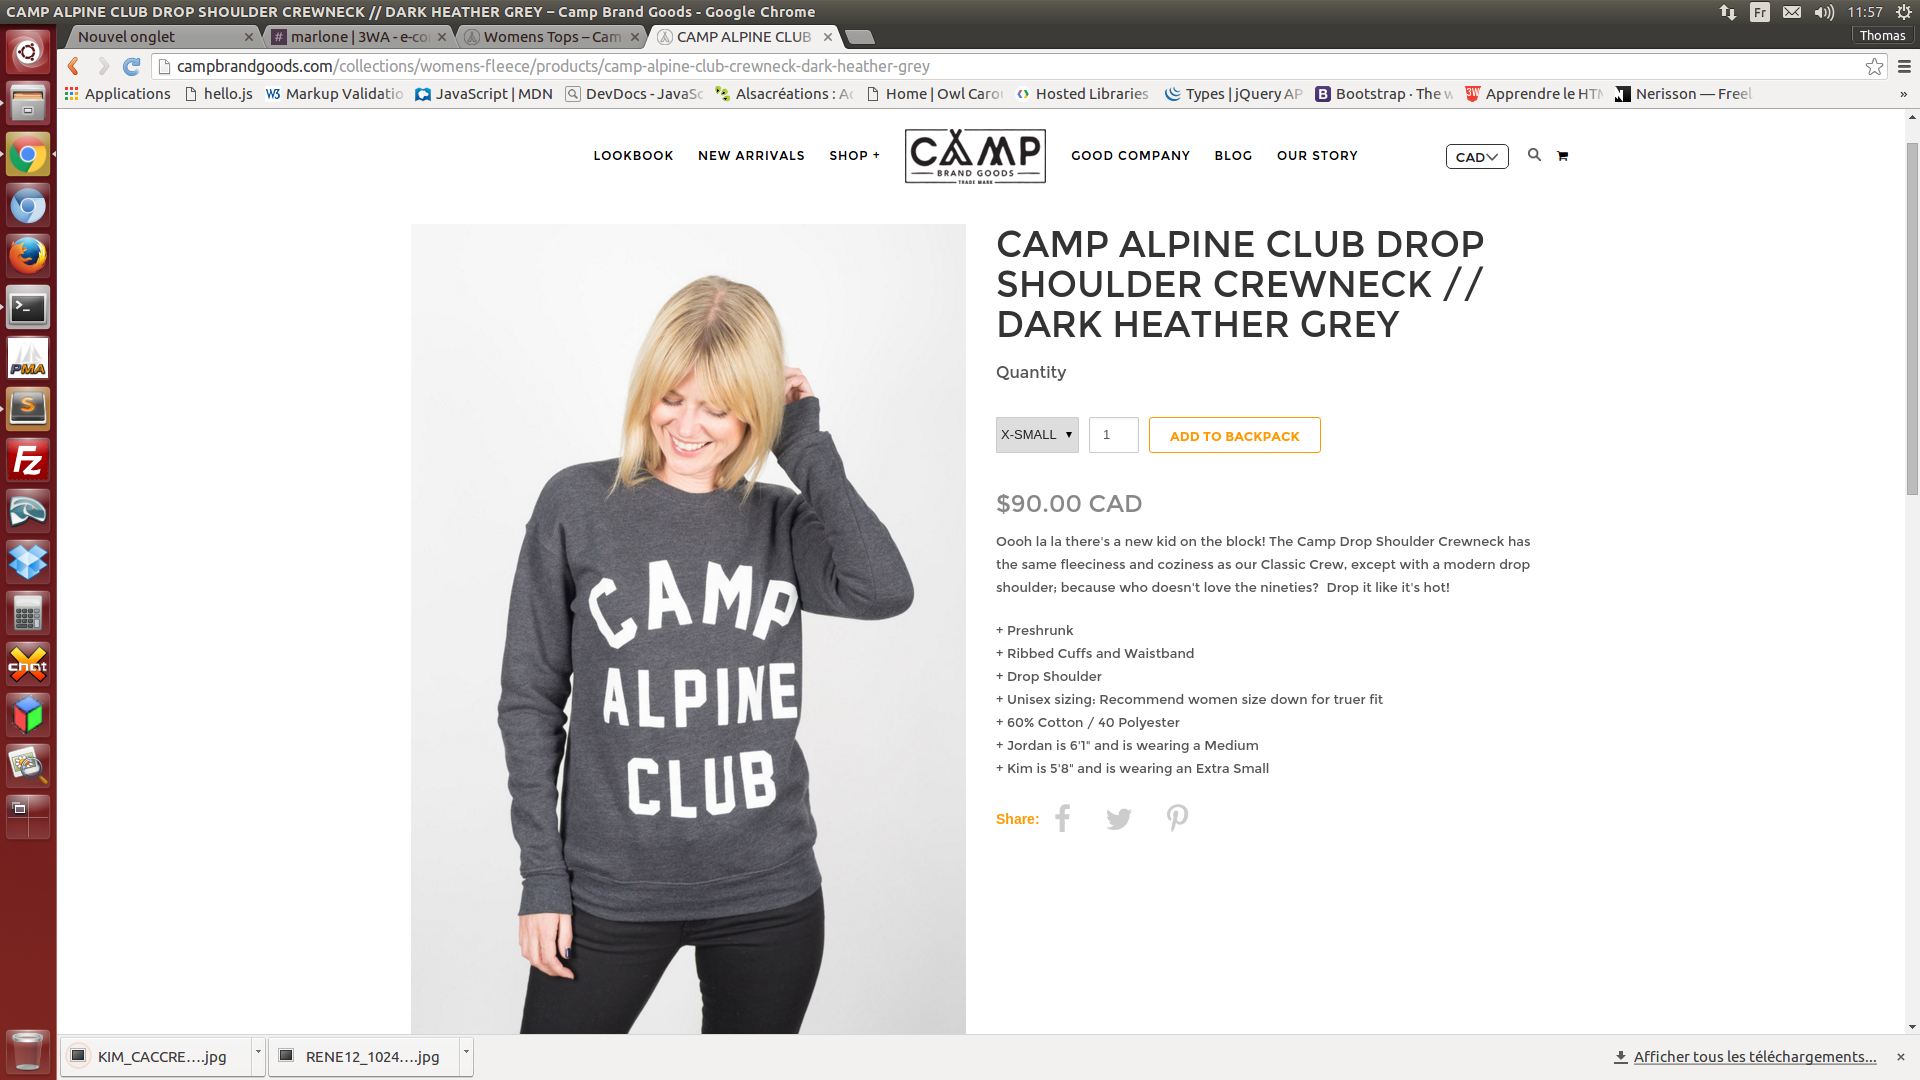 CAMP ALPINE CLUB DROP SHOULDER CREWNECK // DARK HEATHER GREY – Camp Brand Goods - Google Chrome
Fr
11:57
Nouvel onglet
marlone | 3WA - e-co
Womens Tops – Cam
CAMP ALPINE CLUB
Thomas
campbrandgoods.com/collections/womens-fleece/products/camp-alpine-club-crewneck-dark-heather-grey
Applications
hello.js
W3 Markup Validatio
JavaScript | MDN
DevDocs - JavaSc
Alsacréations : Ac
Home | Owl Carou
Hosted Libraries
Types | jQuery AP
B Bootstrap · The w
3W Apprendre le HTM
N Nerisson — Freel
»
LOOKBOOK
NEW ARRIVALS
SHOP +
CAMP
BRAND GOODS
TRADE MARK
GOOD COMPANY
BLOG
OUR STORY
CAD
CAMP ALPINE CLUB DROP
SHOULDER CREWNECK //
DARK HEATHER GREY
Quantity
X-SMALL
1
ADD TO BACKPACK
$90.00 CAD
Oooh la la there's a new kid on the block! The Camp Drop Shoulder Crewneck has
the same fleeciness and coziness as our Classic Crew, except with a modern drop
shoulder; because who doesn't love the nineties?  Drop it like it's hot!
+ Preshrunk
+ Ribbed Cuffs and Waistband
+ Drop Shoulder
+ Unisex sizing: Recommend women size down for truer fit
+ 60% Cotton / 40 Polyester
+ Jordan is 6'1" and is wearing a Medium
+ Kim is 5'8" and is wearing an Extra Small
Share:
CAMP
ALPINE
CLUB
PMA
S
Fz
X
chat
KIM_CACCRE....jpg
RENE12_1024....jpg
Afficher tous les téléchargements...